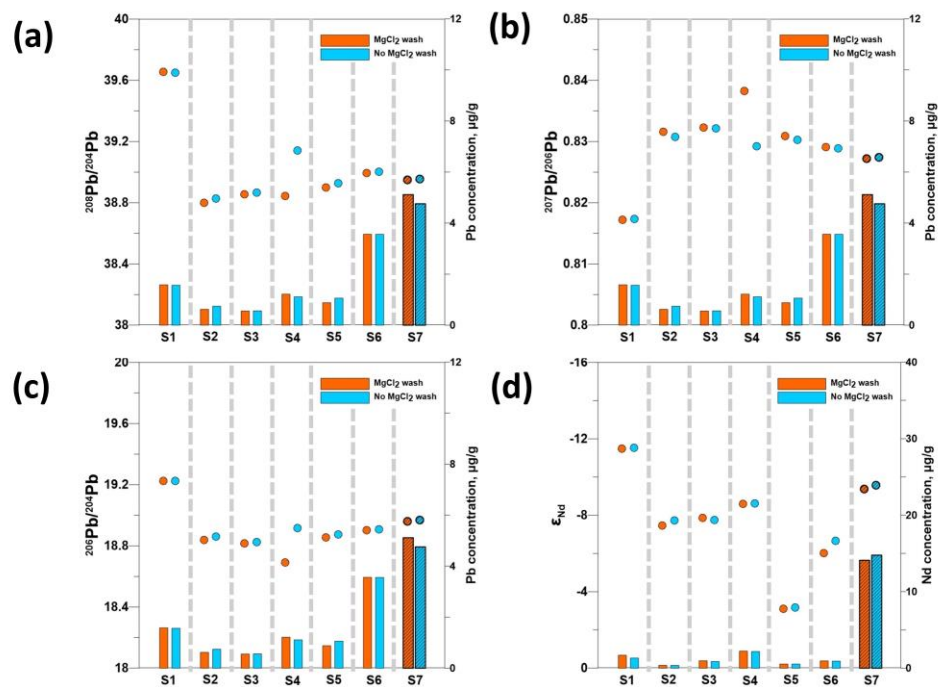 (a)
40
39.6
39.2
38.8
38.4
38
²⁰⁸Pb/²⁰⁴Pb
12
8
4
0
Pb concentration, µg/g
MgCl₂ wash
No MgCl₂ wash
S1 S2 S3 S4 S5 S6 S7
(b)
0.85
0.84
0.83
0.82
0.81
0.8
²⁰⁷Pb/²⁰⁶Pb
12
8
4
0
Pb concentration, µg/g
MgCl₂ wash
No MgCl₂ wash
S1 S2 S3 S4 S5 S6 S7
(c)
20
19.6
19.2
18.8
18.4
18
²⁰⁶Pb/²⁰⁴Pb
12
8
4
0
Pb concentration, µg/g
MgCl₂ wash
No MgCl₂ wash
S1 S2 S3 S4 S5 S6 S7
(d)
-16
-12
-8
-4
0
εNd
40
30
20
10
0
Nd concentration, µg/g
MgCl₂ wash
No MgCl₂ wash
S1 S2 S3 S4 S5 S6 S7